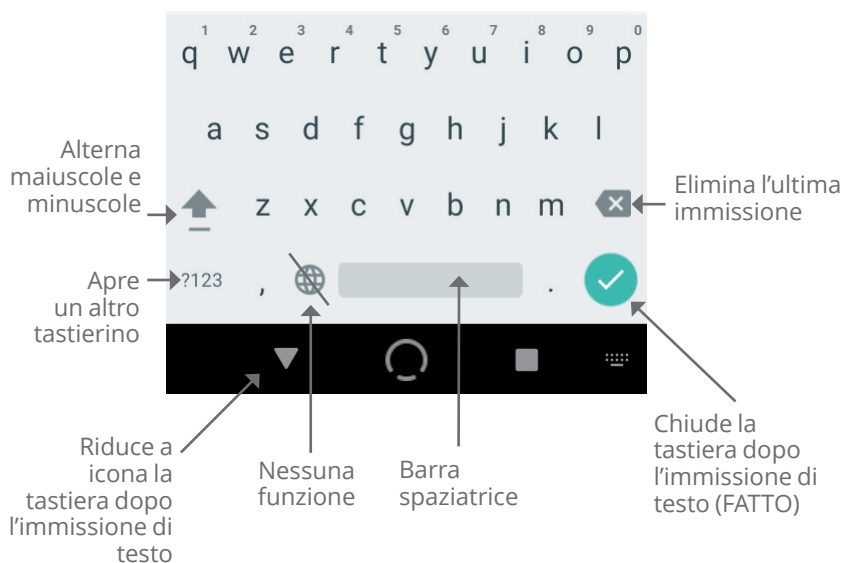 1 2 3 4 5 6 7 8 9 0
q w e r t y u i o p
a s d f g h j k l
Alterna
maiuscole e
minuscole
z x c v b n m
Elimina l'ultima
immissione
Apre
un altro
tastierino
?123 , .
Riduce a
icona la
tastiera dopo
l'immissione di
testo
Nessuna
funzione
Barra
spaziatrice
Chiude la
tastiera dopo
l'immissione di
testo (FATTO)